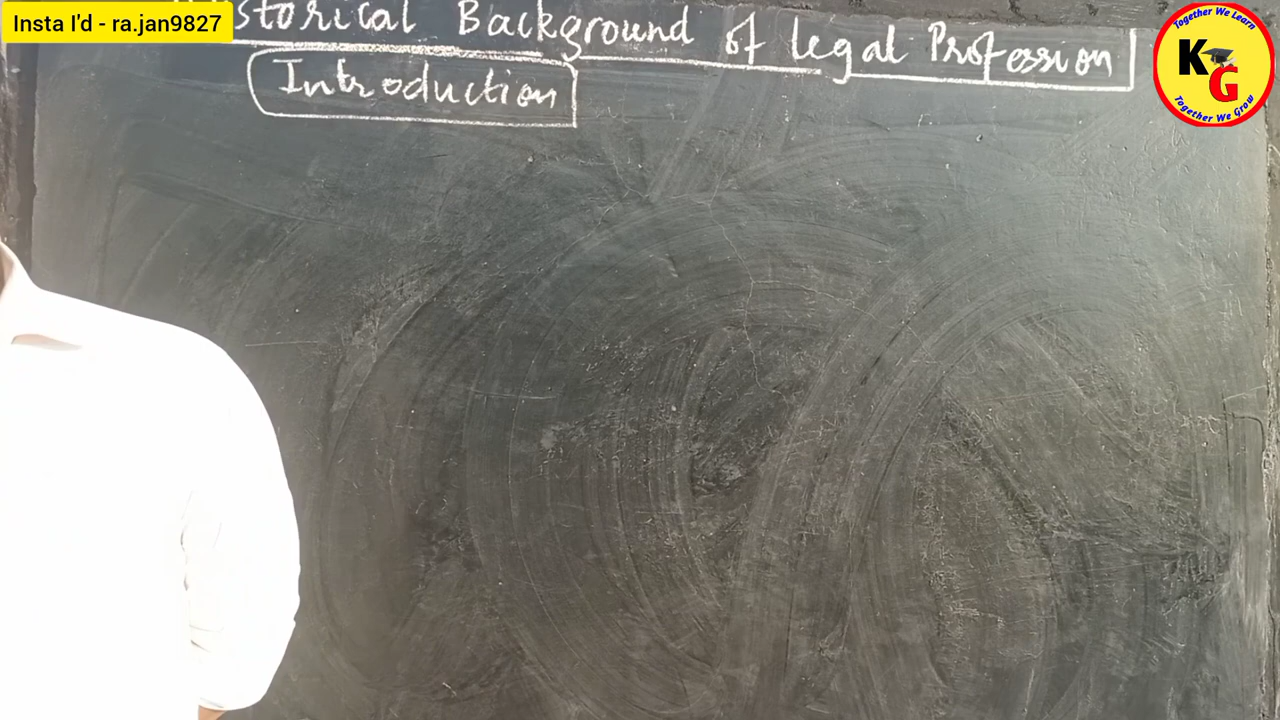 Insta I'd - ra.jan9827
storical Background of legal Profession
Introduction
Together We Learn
KG
Together We Grow